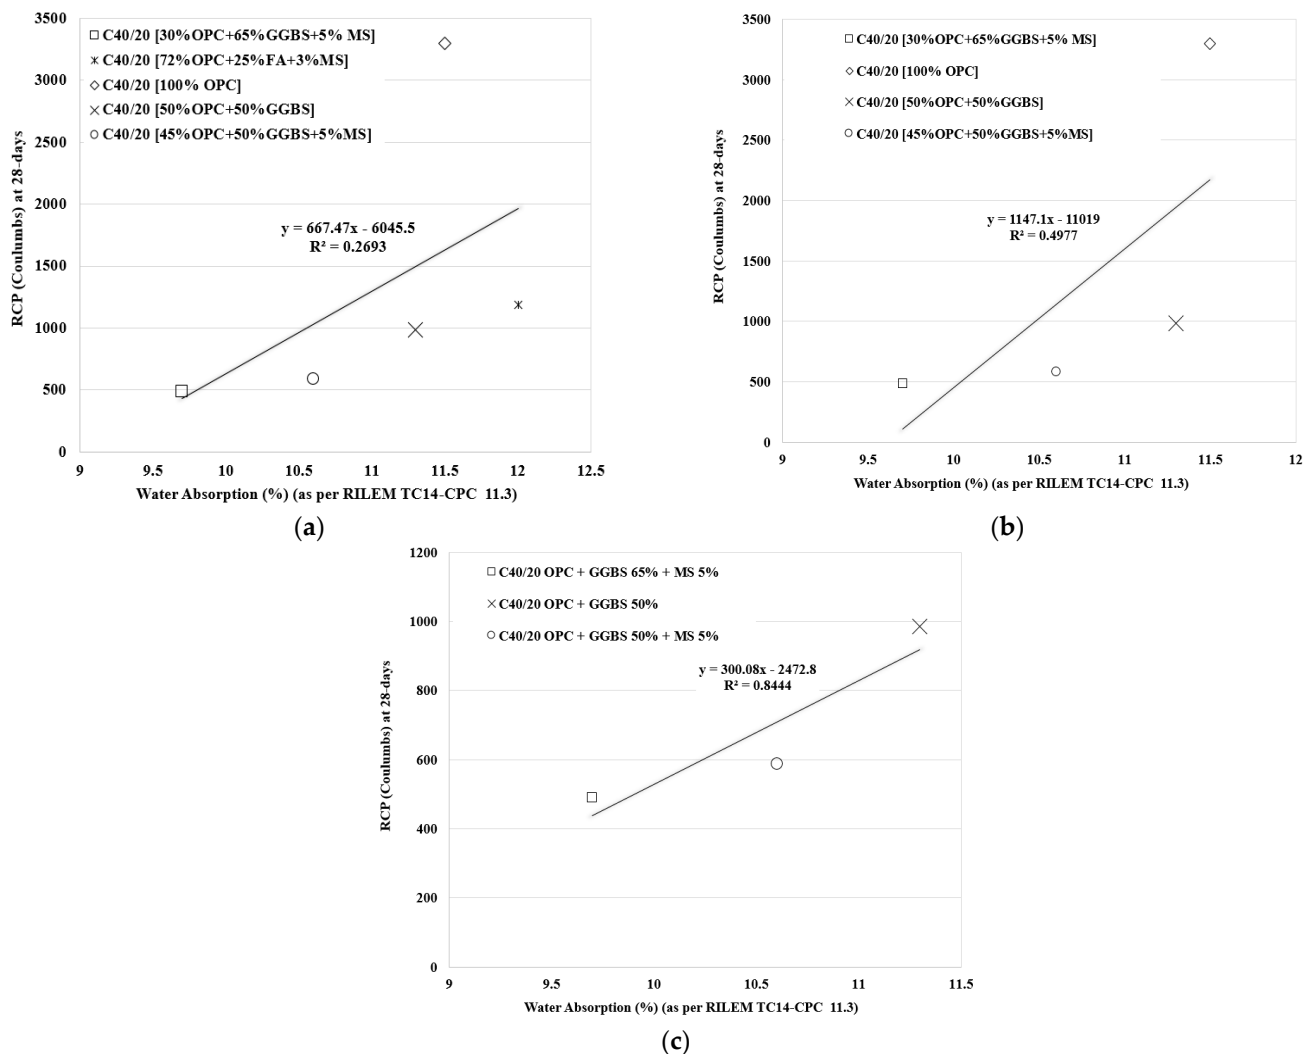 3500
3000
2500
2000
1500
1000
500
0
RCP (Coulumbs) at 28-days
C40/20 [30%OPC+65%GGBS+5% MS]
C40/20 [72%OPC+25%FA+3%MS]
C40/20 [100% OPC]
C40/20 [50%OPC+50%GGBS]
C40/20 [45%OPC+50%GGBS+5%MS]
y = 667.47x - 6045.5
R² = 0.2693
9 9.5 10 10.5 11 11.5 12 12.5
Water Absorption (%) (as per RILEM TC14-CPC 11.3)
(a)
3500
3000
2500
2000
1500
1000
500
0
RCP (Coulumbs) at 28-days
C40/20 [30%OPC+65%GGBS+5% MS]
C40/20 [100% OPC]
C40/20 [50%OPC+50%GGBS]
C40/20 [45%OPC+50%GGBS+5%MS]
y = 1147.1x - 11019
R² = 0.4977
9 9.5 10 10.5 11 11.5 12
Water Absorption (%) (as per RILEM TC14-CPC 11.3)
(b)
1200
1000
800
600
400
200
0
RCP (Coulumbs) at 28-days
C40/20 OPC + GGBS 65% + MS 5%
C40/20 OPC + GGBS 50%
C40/20 OPC + GGBS 50% + MS 5%
y = 300.08x - 2472.8
R² = 0.8444
9 9.5 10 10.5 11 11.5
Water Absorption (%) (as per RILEM TC14-CPC 11.3)
(c)